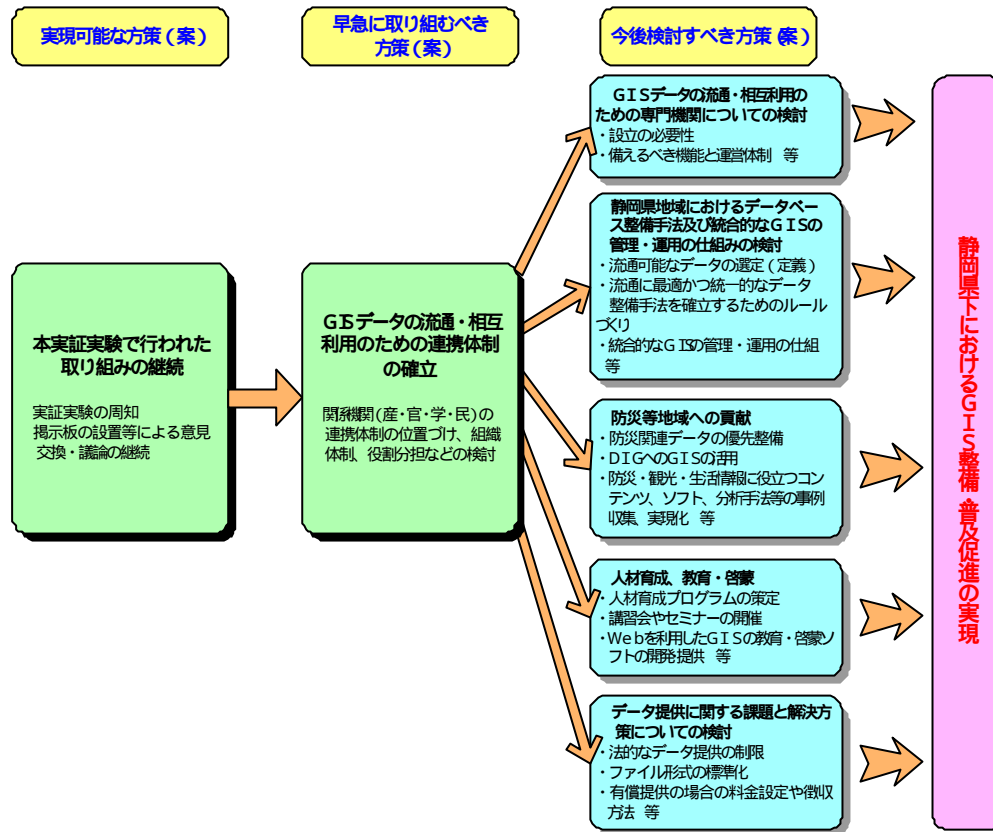 実現可能な方策(案)
早急に取り組むべき
方策(案)
今後検討すべき方策(案)
本実証実験で行われた
取り組みの継続
実証実験の周知
掲示板の設置等による意見
交換・議論の継続
GISデータの流通・相互
利用のための連携体制
の確立
関係機関(産・官・学・民)の
連携体制の位置づけ、組織
体制、役割分担などの検討
GISデータの流通・相互利用の
ための専門機関についての検討
・設立の必要性
・備えるべき機能と運営体制 等
静岡県地域におけるデータベー
ス整備手法及び統合的なGISの
管理・運用の仕組みの検討
・流通可能なデータの選定(定義)
・流通に最適かつ統一的なデータ
整備手法を確立するためのルール
づくり
・統合的なGISの管理・運用の仕組
等
防災等地域への貢献
・防災関連データの優先整備
・DIGへのGISの活用
・防災・観光・生活情報に役立つコン
テンツ、ソフト、分析手法等の事例
収集、実現化 等
人材育成、教育・啓蒙
・人材育成プログラムの策定
・講習会やセミナーの開催
・Webを利用したGISの教育・啓蒙ソ
フトの開発提供 等
データ提供に関する課題と解決方
策についての検討
・法的なデータ提供の制限
・ファイル形式の標準化
・有償提供の場合の料金設定や徴収
方法 等
静岡県下におけるGIS整備・普及促進の実現